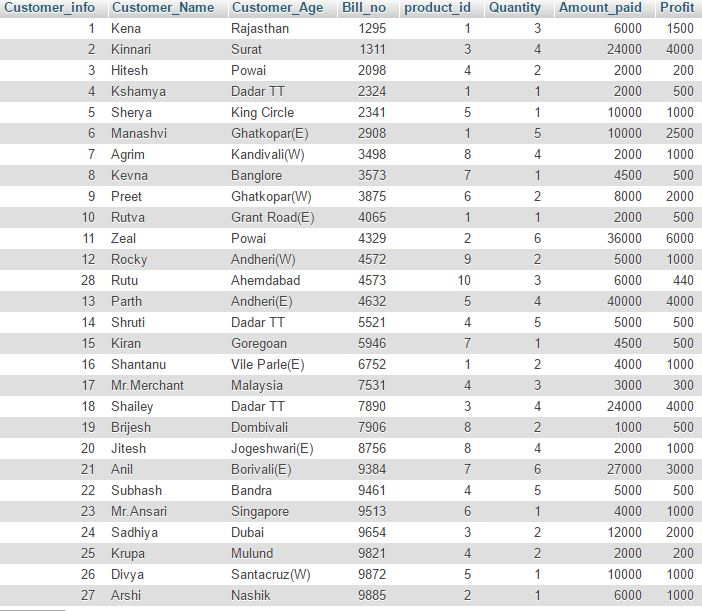 Customer_info Customer_Name Customer_Age Bill_no product_id Quantity Amount_paid Profit
1 Kena Rajasthan 1295 1 3 6000 1500
2 Kinnari Surat 1311 3 4 24000 4000
3 Hitesh Powai 2098 4 2 2000 200
4 Kshamya Dadar TT 2324 1 1 2000 500
5 Sherya King Circle 2341 5 1 10000 1000
6 Manashvi Ghatkopar(E) 2908 1 5 10000 2500
7 Agrim Kandivali(W) 3498 8 4 2000 1000
8 Kevna Banglore 3573 7 1 4500 500
9 Preet Ghatkopar(W) 3875 6 2 8000 2000
10 Rutva Grant Road(E) 4065 1 1 2000 500
11 Zeal Powai 4329 2 6 36000 6000
12 Rocky Andheri(W) 4572 9 2 5000 1000
28 Rutu Ahemdabad 4573 10 3 6000 440
13 Parth Andheri(E) 4632 5 4 40000 4000
14 Shruti Dadar TT 5521 4 5 5000 500
15 Kiran Goregoan 5946 7 1 4500 500
16 Shantanu Vile Parle(E) 6752 1 2 4000 1000
17 Mr.Merchant Malaysia 7531 4 3 3000 300
18 Shailey Dadar TT 7890 3 4 24000 4000
19 Brijesh Dombivali 7906 8 2 1000 500
20 Jitesh Jogeshwari(E) 8756 8 4 2000 1000
21 Anil Borivali(E) 9384 7 6 27000 3000
22 Subhash Bandra 9461 4 5 5000 500
23 Mr.Ansari Singapore 9513 6 1 4000 1000
24 Sadhiya Dubai 9654 3 2 12000 2000
25 Krupa Mulund 9821 4 2 2000 200
26 Divya Santacruz(W) 9872 5 1 10000 1000
27 Arshi Nashik 9885 2 1 6000 1000